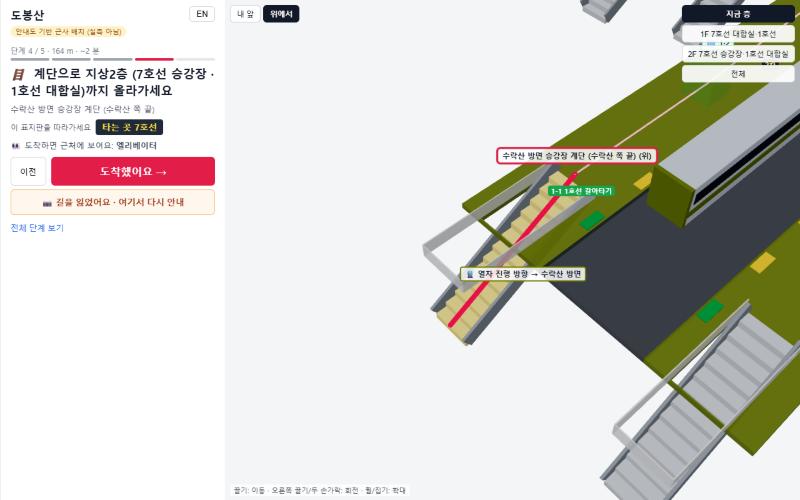 도봉산
EN
안내도 기반 근사 배치 (실측 아님)
단계 4 / 5 · 164 m · ~2 분
계단으로 지상2층 (7호선 승강장 ·
1호선 대합실)까지 올라가세요
수락산 방면 승강장 계단 (수락산 쪽 끝)
이 표지판을 따라가세요 타는 곳 7호선
도착하면 근처에 보여요: 엘리베이터
이전
도착했어요 →
길을 잃었어요 · 여기서 다시 안내
전체 단계 보기
내 앞
위에서
지금 층
1F 7호선 대합실·1호선
2F 7호선 승강장·1호선 대합실
전체
수락산 방면 승강장 계단 (수락산 쪽 끝) (위)
1-1 1호선 갈아타기
열차 진행 방향 → 수락산 방면
끌기: 이동 · 오른쪽 끌기/두 손가락: 회전 · 휠/집기: 확대